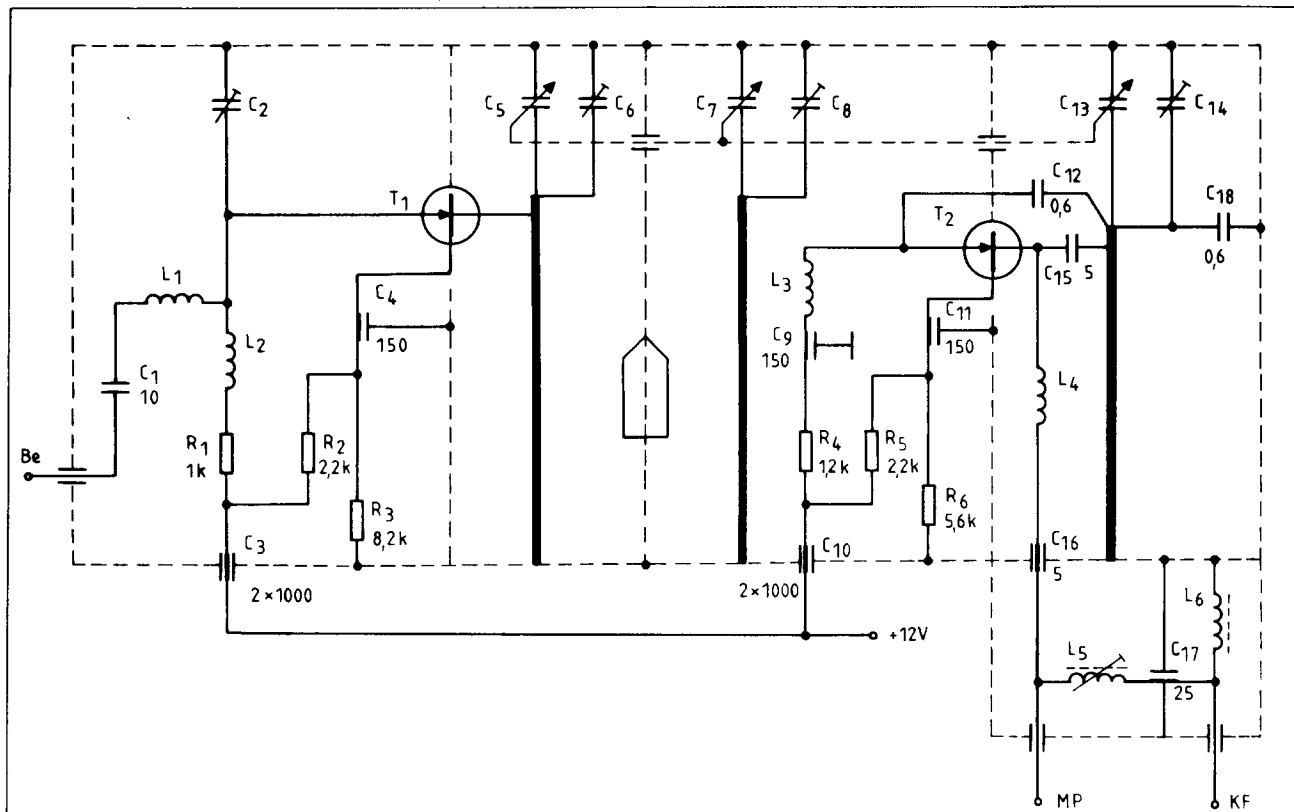 C2
C5
C6
C7
C8
C13
C14
T1
C12
0,6
C18
0,6
T2
C15
5
L1
C4
150
L3
C11
150
C9
150
L2
L4
C1
10
R1
1k
R2
2,2k
R4
1,2k
R5
2,2k
Be
R3
8,2k
R6
5,6k
C3
2×1000
C10
2×1000
C16
5
L6
+12V
L5
C17
25
MP
KF